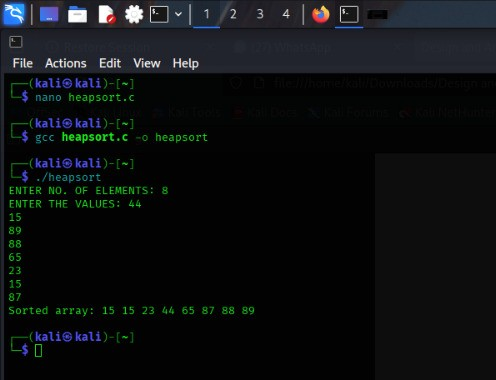 1 2 3 4
File Actions Edit View Help
┌──(kali㉿kali)-[~]
└─$ nano heapsort.c
┌──(kali㉿kali)-[~]
└─$ gcc heapsort.c -o heapsort
┌──(kali㉿kali)-[~]
└─$ ./heapsort
ENTER NO. OF ELEMENTS: 8
ENTER THE VALUES: 44
15
89
88
65
23
15
87
Sorted array: 15 15 23 44 65 87 88 89
┌──(kali㉿kali)-[~]
└─$